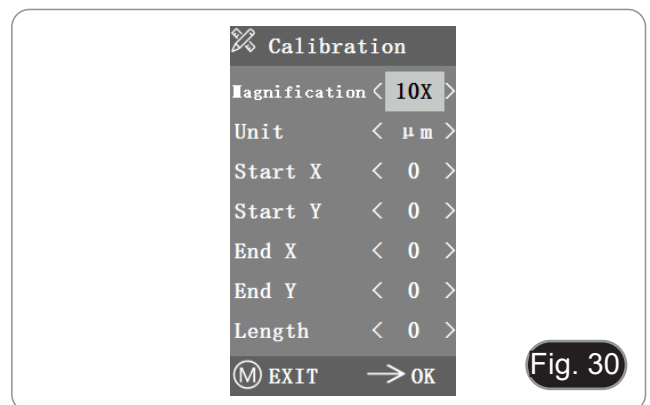 Calibration
Magnification < 10X >
Unit < μm >
Start X < 0 >
Start Y < 0 >
End X < 0 >
End Y < 0 >
Length < 0 >
Ⓜ EXIT → OK
Fig. 30